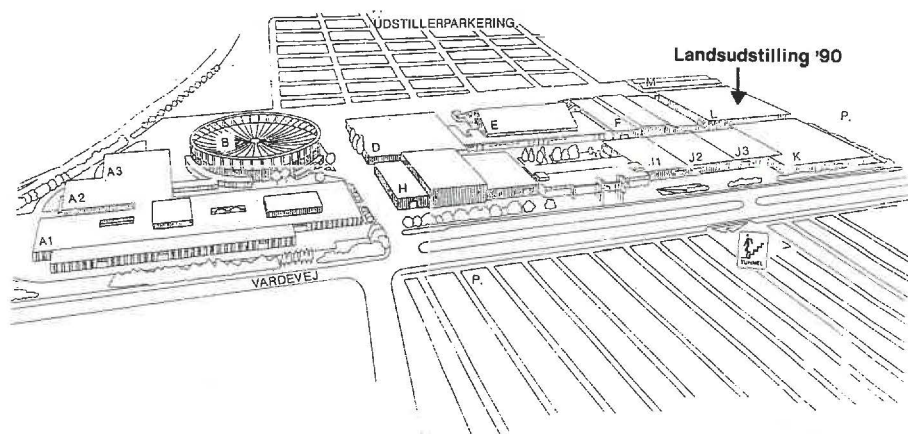 UDSTILLERPARKERING
Landsudstilling '90
M
L
P.
F
E
B
D
A3
J1
J2
J3
K
H
A2
A1
TUNNEL
P.
VARDEVEJ